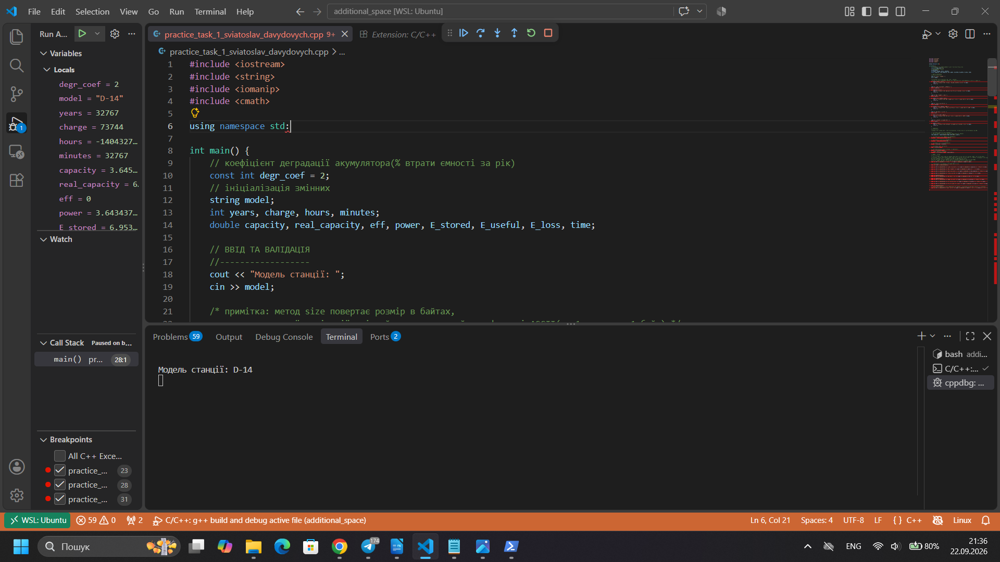 File Edit Selection View Go Run Terminal Help
additional_space [WSL: Ubuntu]
Run A...
practice_task_1_sviatoslav_davydovych.cpp 9+
Extension: C/C++
Variables
Locals
degr_coef = 2
model = "D-14"
years = 32767
charge = 73744
hours = -1404327...
minutes = 32767
capacity = 3.645...
real_capacity = 6.
eff = 0
power = 3.643437...
E_stored = 6.953...
Watch
Call Stack Paused on b...
main() pr... 28:1
Breakpoints
All C++ Exce...
practice_... 23
practice_... 28
practice_... 31
practice_task_1_sviatoslav_davydovych.cpp > ...
1 #include <iostream>
2 #include <string>
3 #include <iomanip>
4 #include <cmath>
5
6 using namespace std:
7
8 int main() {
9 // коефіцієнт деградації акумулятора(% втрати ємності за рік)
10 const int degr_coef = 2;
11 // ініціалізація змінних
12 string model;
13 int years, charge, hours, minutes;
14 double capacity, real_capacity, eff, power, E_stored, E_useful, E_loss, time;
15
16 // ВВІД ТА ВАЛІДАЦІЯ
17 //------------------
18 cout << "Модель станції: ";
19 cin >> model;
20
21 /* примітка: метод size повертає розмір в байтах,
Problems 59 Output Debug Console Terminal Ports 2
Модель станції: D-14
bash addi...
C/C++:...
cppdbg: ...
WSL: Ubuntu 59 0 2 C/C++: g++ build and debug active file (additional_space)
Ln 6, Col 21 Spaces: 4 UTF-8 LF { } C++ Linux
Пошук
174
ENG
80%
21:36
22.09.2026